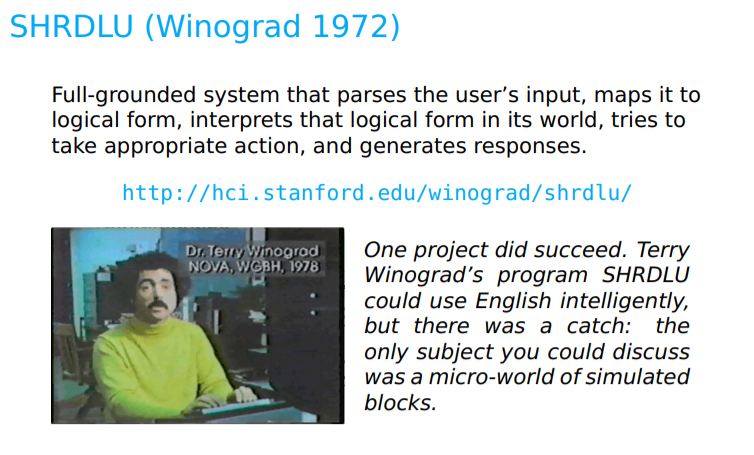 SHRDLU (Winograd 1972)
Full-grounded system that parses the user’s input, maps it to
logical form, interprets that logical form in its world, tries to
take appropriate action, and generates responses.
http://hci.stanford.edu/winograd/shrdlu/
Dr. Terry Winograd
NOVA, WGBH, 1978
One project did succeed. Terry
Winograd’s program SHRDLU
could use English intelligently,
but there was a catch: the
only subject you could discuss
was a micro-world of simulated
blocks.